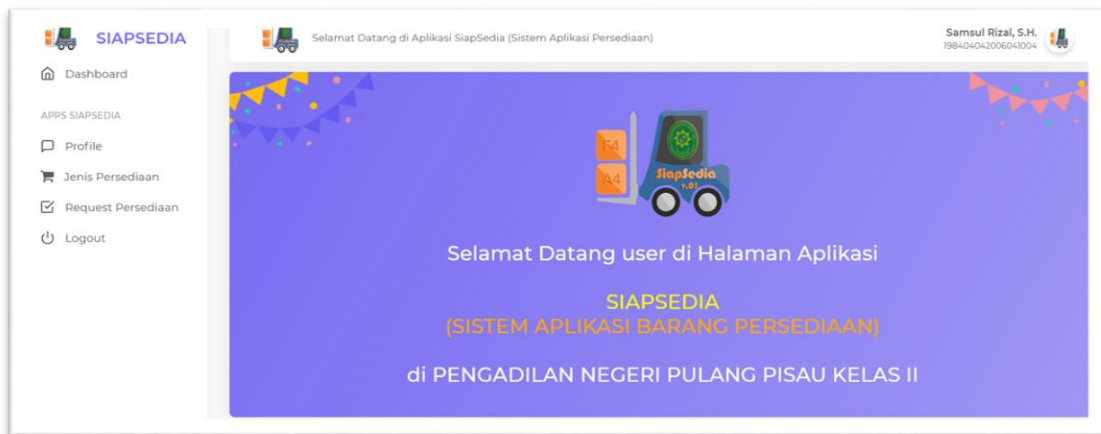 SIAPSEDIA
Dashboard
APPS SIAPSEDIA
Profile
Jenis Persediaan
Request Persediaan
Logout
Selamat Datang di Aplikasi SiapSedia (Sistem Aplikasi Persediaan)
Samsul Rizal, S.H.
198404042006041004
F4
A4
SiapSedia
v.01
Selamat Datang user di Halaman Aplikasi
SIAPSEDIA
(SISTEM APLIKASI BARANG PERSEDIAAN)
di PENGADILAN NEGERI PULANG PISAU KELAS II